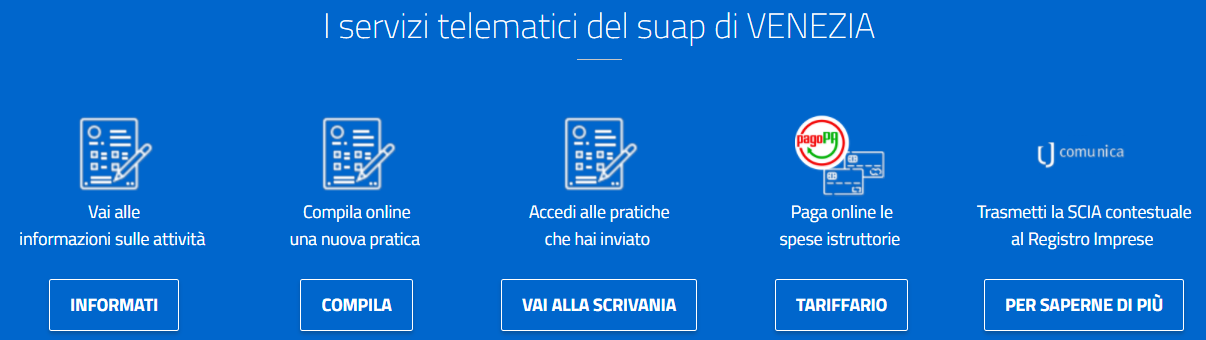 I servizi telematici del suap di VENEZIA
pagoPA
comunica
Vai alle
informazioni sulle attività
Compila online
una nuova pratica
Accedi alle pratiche
che hai inviato
Paga online le
spese istruttorie
Trasmetti la SCIA contestuale
al Registro Imprese
INFORMATI
COMPILA
VAI ALLA SCRIVANIA
TARIFFARIO
PER SAPERNE DI PIÙ